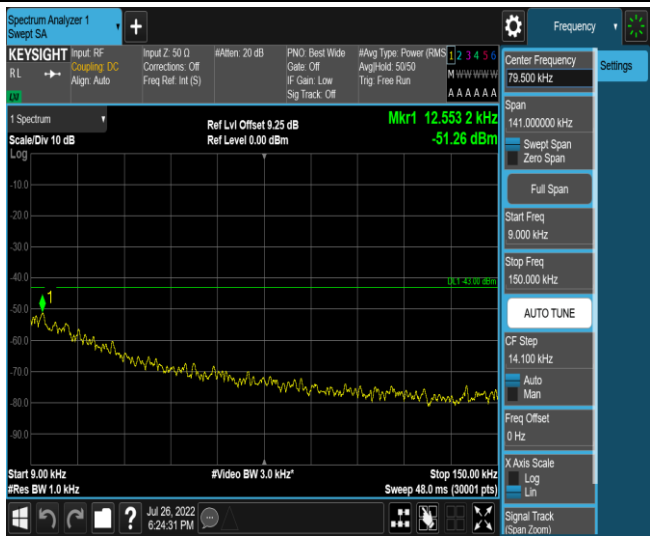 Spectrum Analyzer 1
Swept SA
Frequency
Settings
KEYSIGHT
RL
Input: RF
Coupling: DC
Align: Auto
Input Z: 50 Ω
Corrections: Off
Freq Ref: Int (S)
#Atten: 20 dB
PNO: Best Wide
Gate: Off
IF Gain: Low
Sig Track: Off
#Avg Type: Power (RMS
Avg|Hold: 50/50
Trig: Free Run
1 2 3 4 5 6
M W W W W W
A A A A A A
1 Spectrum
Scale/Div 10 dB
Log
Ref Lvl Offset 9.25 dB
Ref Level 0.00 dBm
Mkr1 12.553 2 kHz
-51.26 dBm
-10.0
-20.0
-30.0
-40.0
-50.0
-60.0
-70.0
-80.0
-90.0
DL1 -43.00 dBm
1
Start 9.00 kHz
#Res BW 1.0 kHz
#Video BW 3.0 kHz*
Stop 150.00 kHz
Sweep 48.0 ms (30001 pts)
Jul 26, 2022
6:24:31 PM
Center Frequency
79.500 kHz
Span
141.000000 kHz
Swept Span
Zero Span
Full Span
Start Freq
9.000 kHz
Stop Freq
150.000 kHz
AUTO TUNE
CF Step
14.100 kHz
Auto
Man
Freq Offset
0 Hz
X Axis Scale
Log
Lin
Signal Track
(Span Zoom)